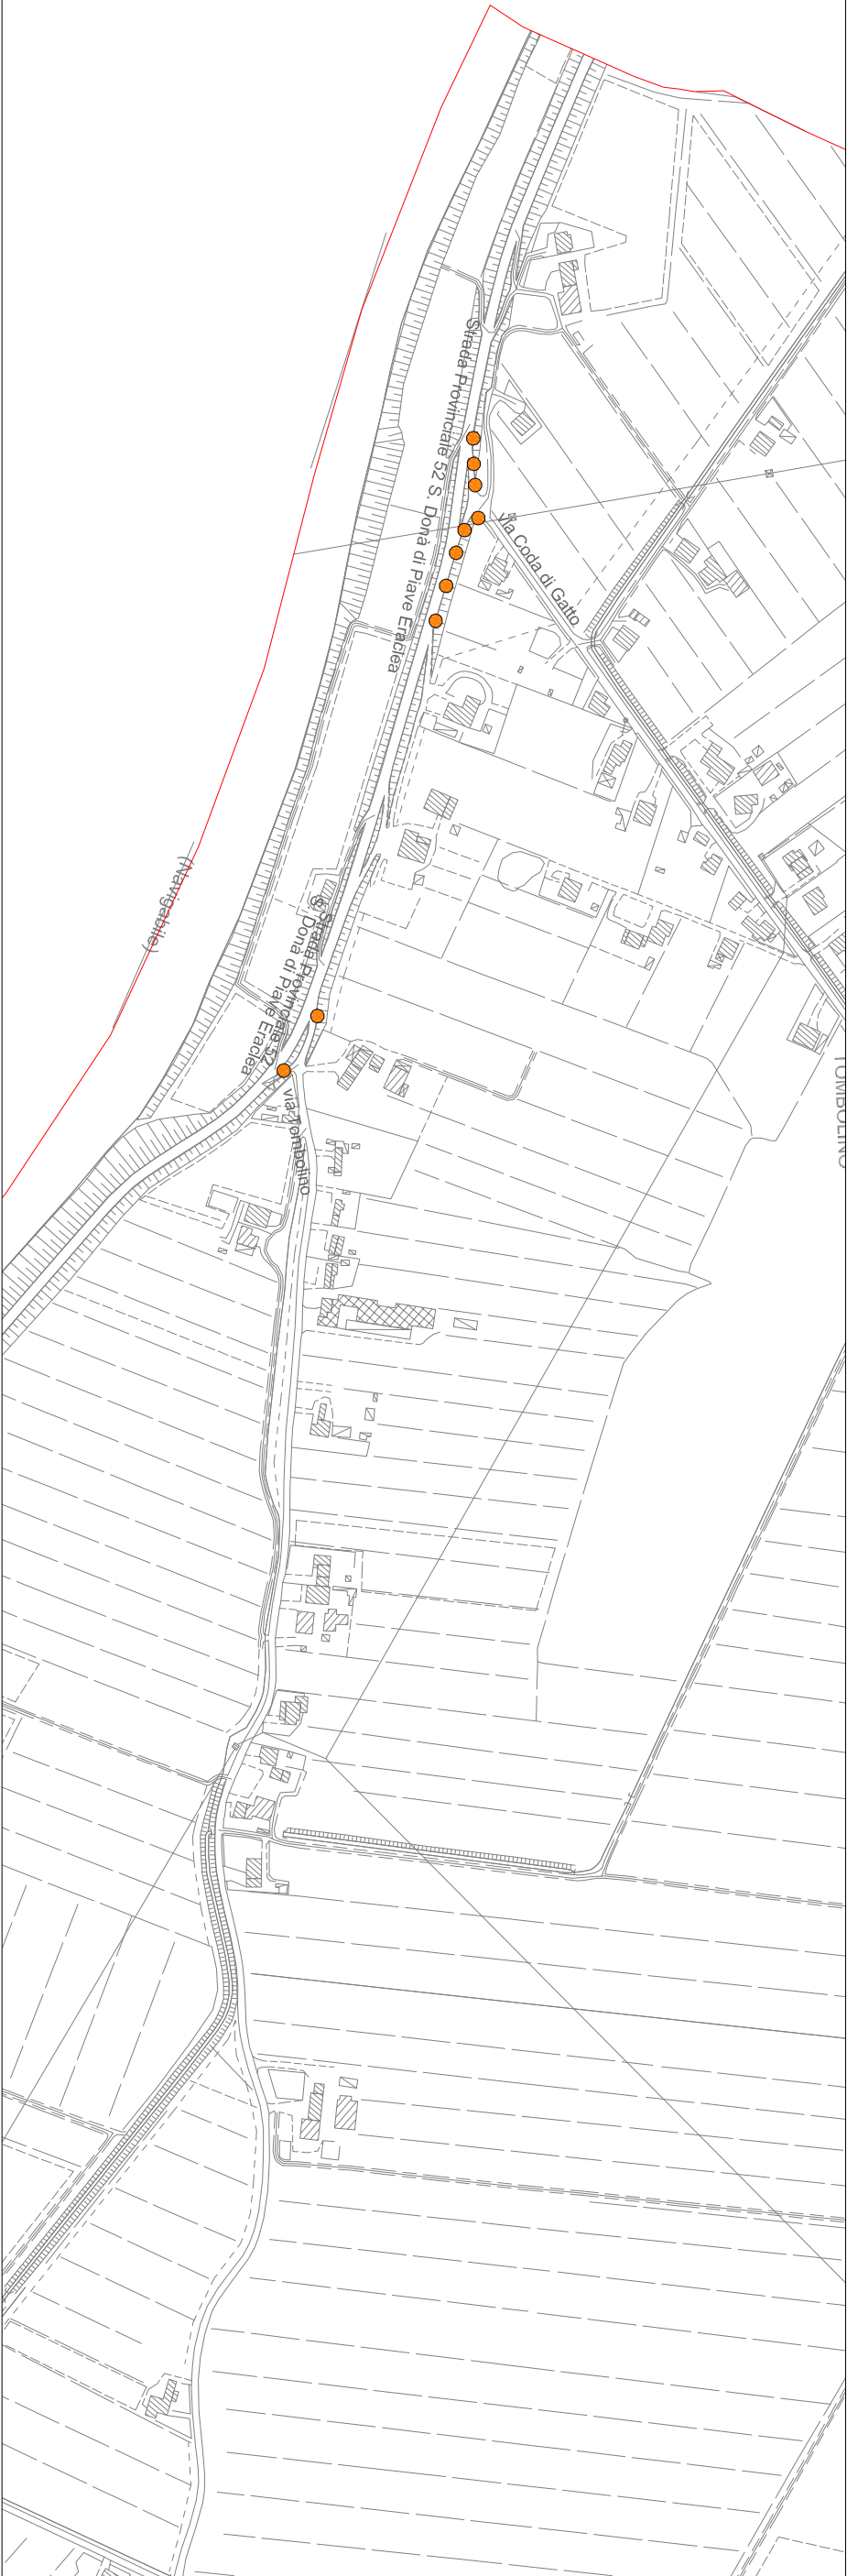 Strada Provinciale 52 S. Donà di Piave Eraclea
via Coda di Gatto
(Navigabile)
Strada Provinciale 52
S. Donà di Piave Eraclea
via Tombolino
TOMBOLINO